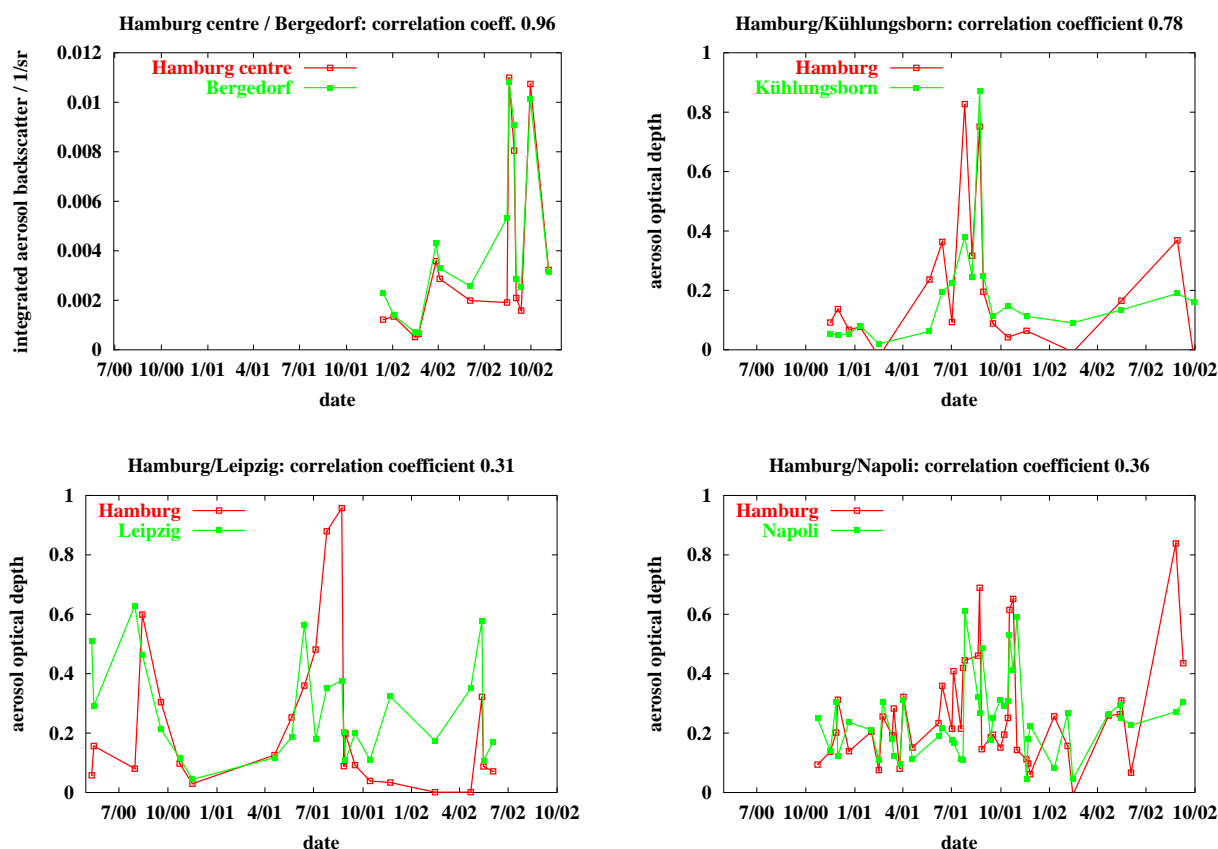 Hamburg centre / Bergedorf: correlation coeff. 0.96
integrated aerosol backscatter / 1/sr
0.012
0.01
0.008
0.006
0.004
0.002
0
Hamburg centre
Bergedorf
7/00 10/00 1/01 4/01 7/01 10/01 1/02 4/02 7/02 10/02
date
Hamburg/Kühlungsborn: correlation coefficient 0.78
aerosol optical depth
1
0.8
0.6
0.4
0.2
0
Hamburg
Kühlungsborn
7/00 10/00 1/01 4/01 7/01 10/01 1/02 4/02 7/02 10/02
date
Hamburg/Leipzig: correlation coefficient 0.31
aerosol optical depth
1
0.8
0.6
0.4
0.2
0
Hamburg
Leipzig
7/00 10/00 1/01 4/01 7/01 10/01 1/02 4/02 7/02 10/02
date
Hamburg/Napoli: correlation coefficient 0.36
aerosol optical depth
1
0.8
0.6
0.4
0.2
0
Hamburg
Napoli
7/00 10/00 1/01 4/01 7/01 10/01 1/02 4/02 7/02 10/02
date